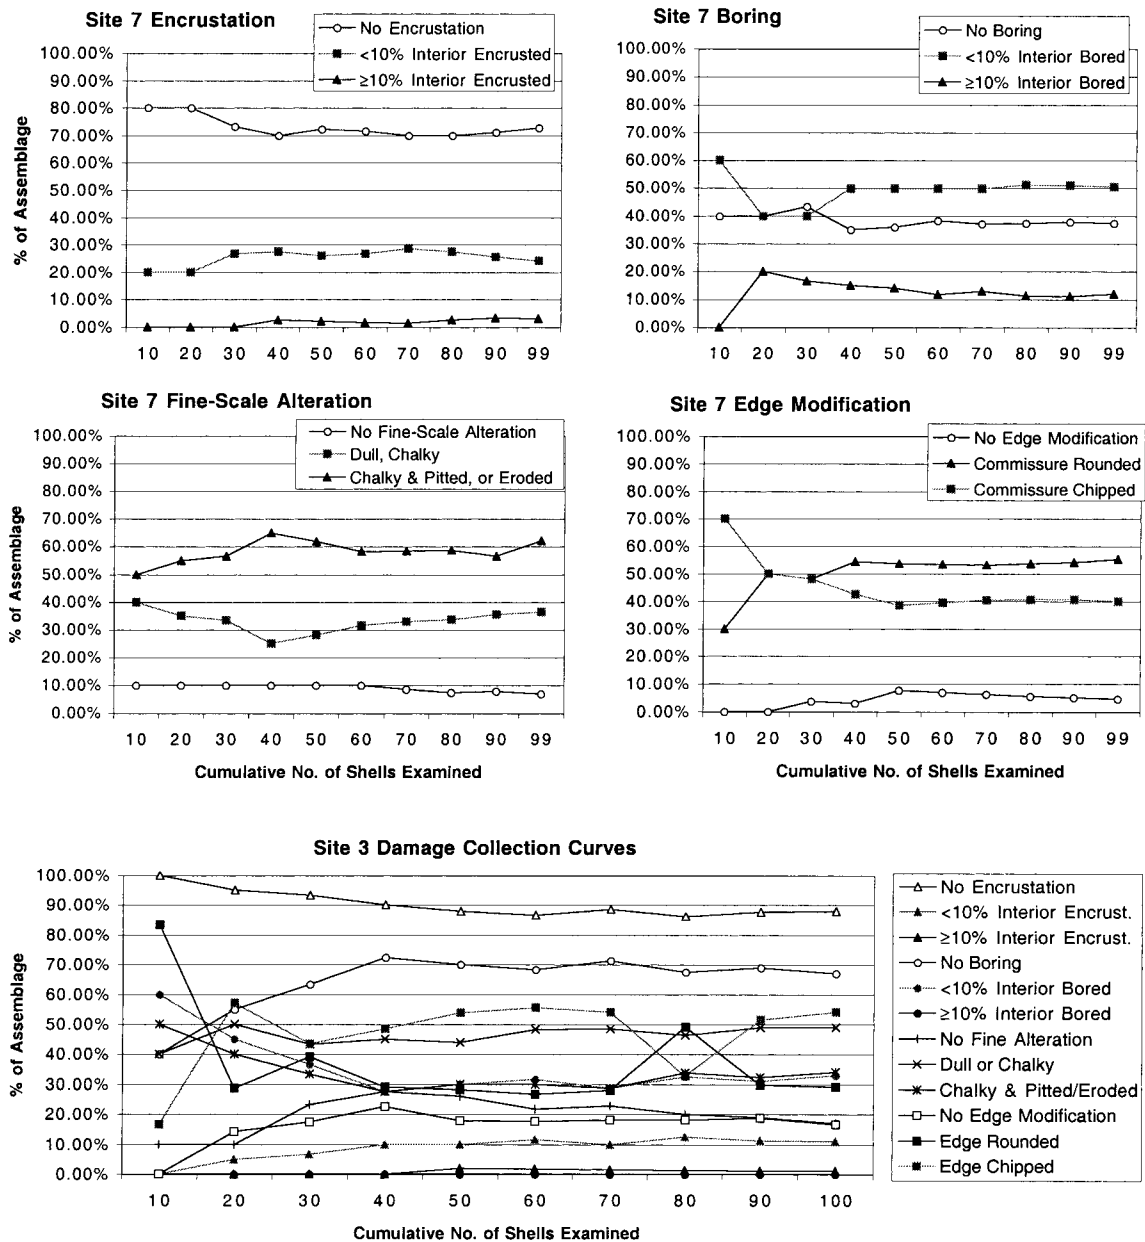 Site 7 Encrustation
No Encrustation
<10% Interior Encrusted
≥10% Interior Encrusted
% of Assemblage
100.00%
90.00%
80.00%
70.00%
60.00%
50.00%
40.00%
30.00%
20.00%
10.00%
0.00%
10 20 30 40 50 60 70 80 90 99
Site 7 Boring
No Boring
<10% Interior Bored
≥10% Interior Bored
100.00%
90.00%
80.00%
70.00%
60.00%
50.00%
40.00%
30.00%
20.00%
10.00%
0.00%
10 20 30 40 50 60 70 80 90 99
Site 7 Fine-Scale Alteration
No Fine-Scale Alteration
Dull, Chalky
Chalky & Pitted, or Eroded
% of Assemblage
100.00%
90.00%
80.00%
70.00%
60.00%
50.00%
40.00%
30.00%
20.00%
10.00%
0.00%
10 20 30 40 50 60 70 80 90 99
Cumulative No. of Shells Examined
Site 7 Edge Modification
No Edge Modification
Commissure Rounded
Commissure Chipped
100.00%
90.00%
80.00%
70.00%
60.00%
50.00%
40.00%
30.00%
20.00%
10.00%
0.00%
10 20 30 40 50 60 70 80 90 99
Cumulative No. of Shells Examined
Site 3 Damage Collection Curves
% of Assemblage
100.00%
90.00%
80.00%
70.00%
60.00%
50.00%
40.00%
30.00%
20.00%
10.00%
0.00%
10 20 30 40 50 60 70 80 90 100
Cumulative No. of Shells Examined
No Encrustation
<10% Interior Encrust.
≥10% Interior Encrust.
No Boring
<10% Interior Bored
≥10% Interior Bored
No Fine Alteration
Dull or Chalky
Chalky & Pitted/Eroded
No Edge Modification
Edge Rounded
Edge Chipped